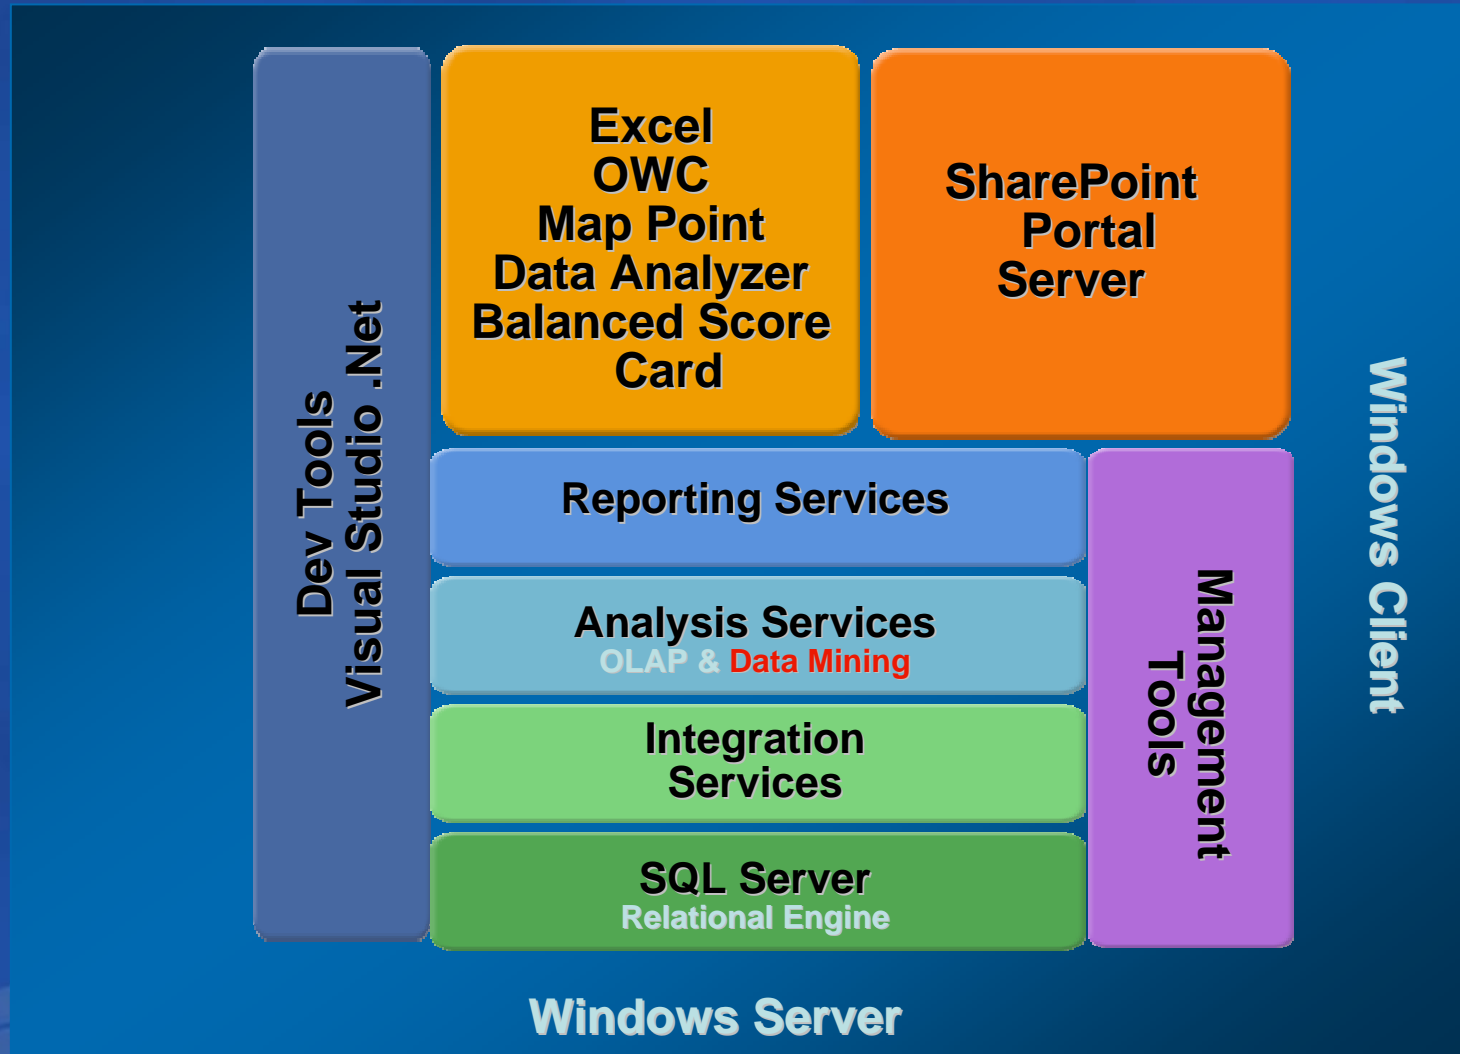 Dev Tools
Visual Studio .Net
Excel
OWC
Map Point
Data Analyzer
Balanced Score
Card
SharePoint
Portal
Server
Reporting Services
Analysis Services
OLAP & Data Mining
Integration
Services
SQL Server
Relational Engine
Management
Tools
Windows Client
Windows Server